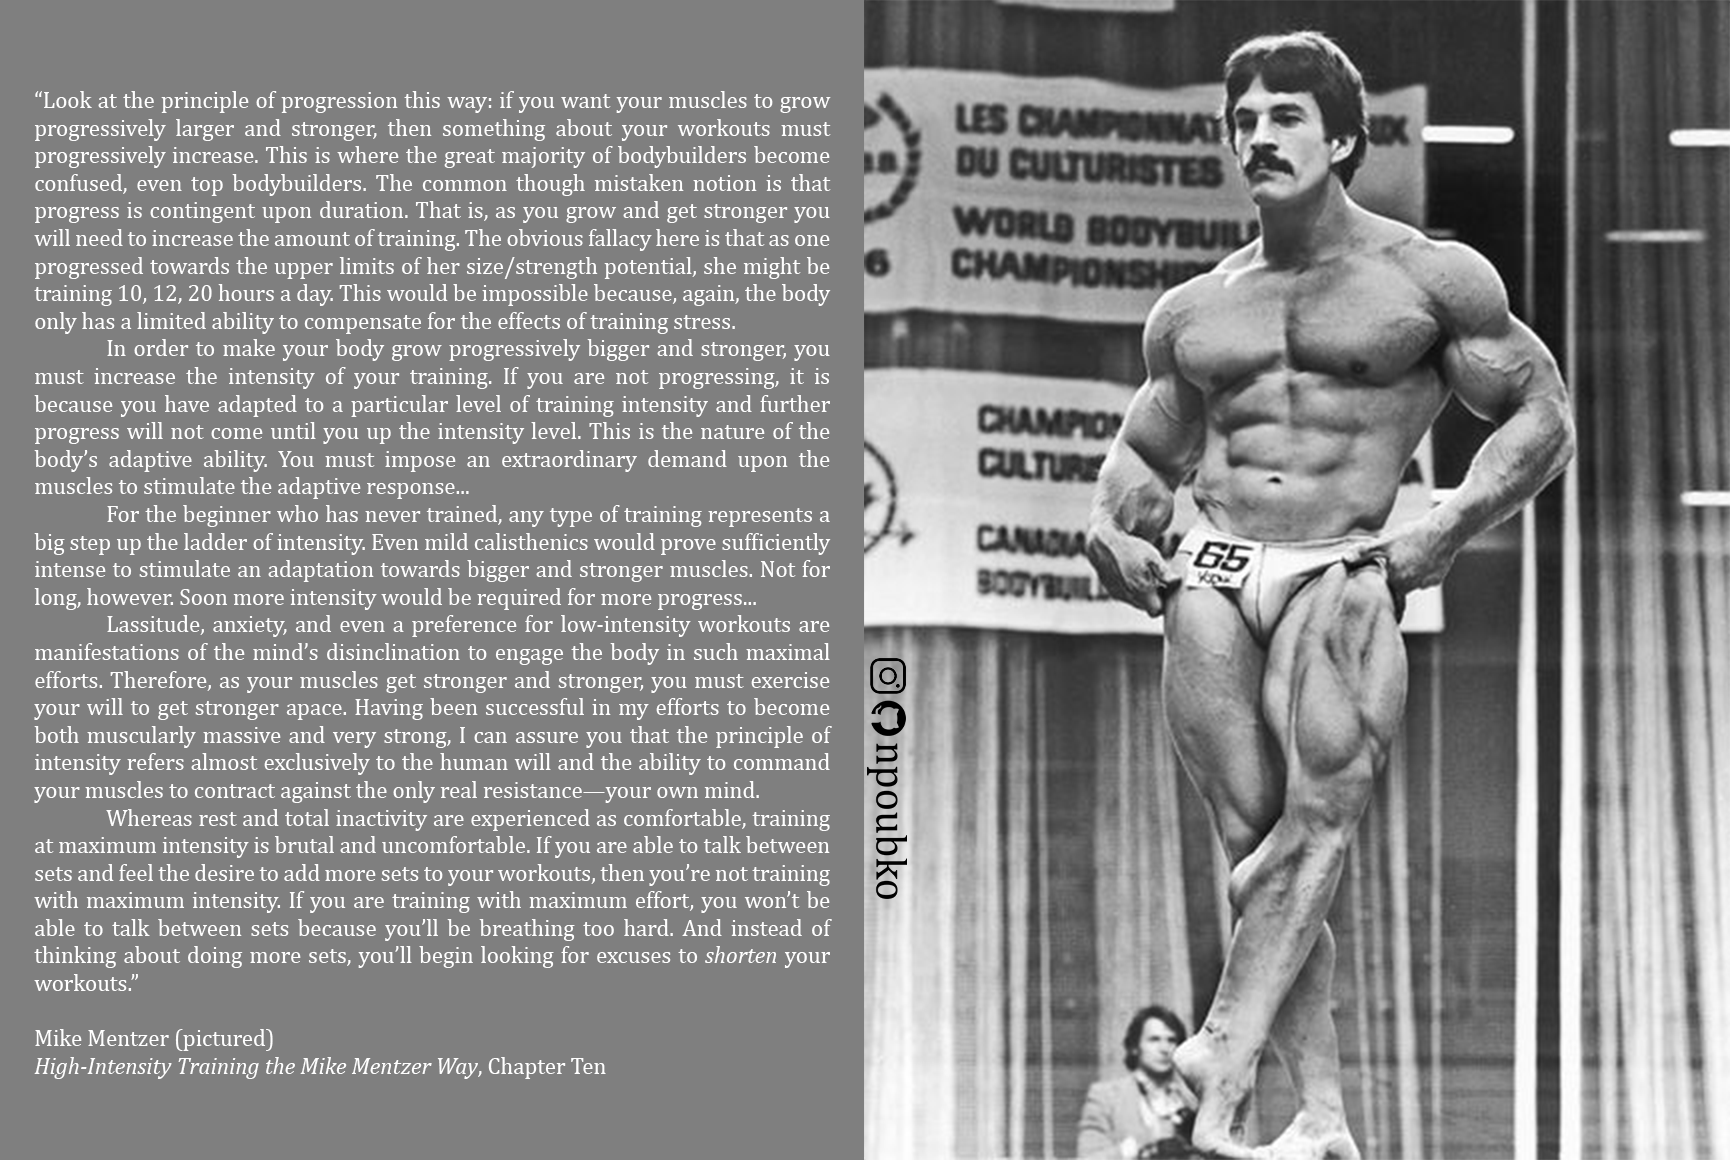 “Look at the principle of progression this way: if you want your muscles to grow
progressively larger and stronger, then something about your workouts must
progressively increase. This is where the great majority of bodybuilders become
confused, even top bodybuilders. The common though mistaken notion is that
progress is contingent upon duration. That is, as you grow and get stronger you
will need to increase the amount of training. The obvious fallacy here is that as one
progressed towards the upper limits of her size/strength potential, she might be
training 10, 12, 20 hours a day. This would be impossible because, again, the body
only has a limited ability to compensate for the effects of training stress.
In order to make your body grow progressively bigger and stronger, you
must increase the intensity of your training. If you are not progressing, it is
because you have adapted to a particular level of training intensity and further
progress will not come until you up the intensity level. This is the nature of the
body’s adaptive ability. You must impose an extraordinary demand upon the
muscles to stimulate the adaptive response...
For the beginner who has never trained, any type of training represents a
big step up the ladder of intensity. Even mild calisthenics would prove sufficiently
intense to stimulate an adaptation towards bigger and stronger muscles. Not for
long, however. Soon more intensity would be required for more progress...
Lassitude, anxiety, and even a preference for low-intensity workouts are
manifestations of the mind’s disinclination to engage the body in such maximal
efforts. Therefore, as your muscles get stronger and stronger, you must exercise
your will to get stronger apace. Having been successful in my efforts to become
both muscularly massive and very strong, I can assure you that the principle of
intensity refers almost exclusively to the human will and the ability to command
your muscles to contract against the only real resistance—your own mind.
Whereas rest and total inactivity are experienced as comfortable, training
at maximum intensity is brutal and uncomfortable. If you are able to talk between
sets and feel the desire to add more sets to your workouts, then you’re not training
with maximum intensity. If you are training with maximum effort, you won’t be
able to talk between sets because you’ll be breathing too hard. And instead of
thinking about doing more sets, you’ll begin looking for excuses to shorten your
workouts.”
Mike Mentzer (pictured)
High-Intensity Training the Mike Mentzer Way, Chapter Ten
LES CHAMPIONNAT
DU CULTURISTES
WORLD BODYBUIL
CHAMPIONSH
6
CHAMPION
CULTURIS
CANADIA
BODYBUIL
65
npoubko